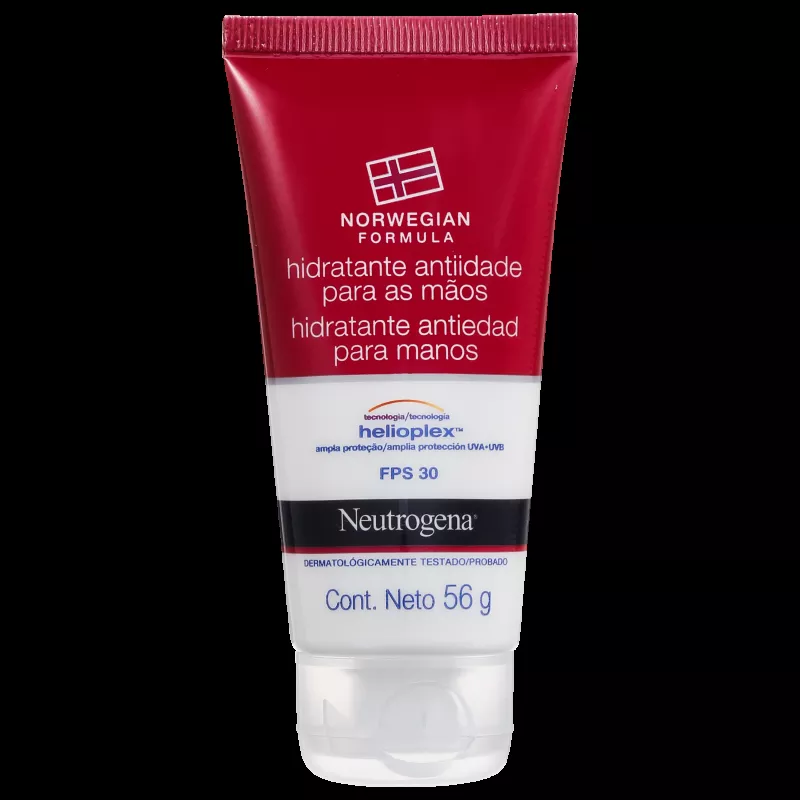 NORWEGIAN
FORMULA
hidratante antiidade
para as mãos
hidratante antiedad
para manos
tecnologia/tecnología
helioplex™
ampla proteção/amplia protección UVA•UVB
FPS 30
Neutrogena®
DERMATOLÓGICAMENTE TESTADO/PROBADO
Cont. Neto 56 g